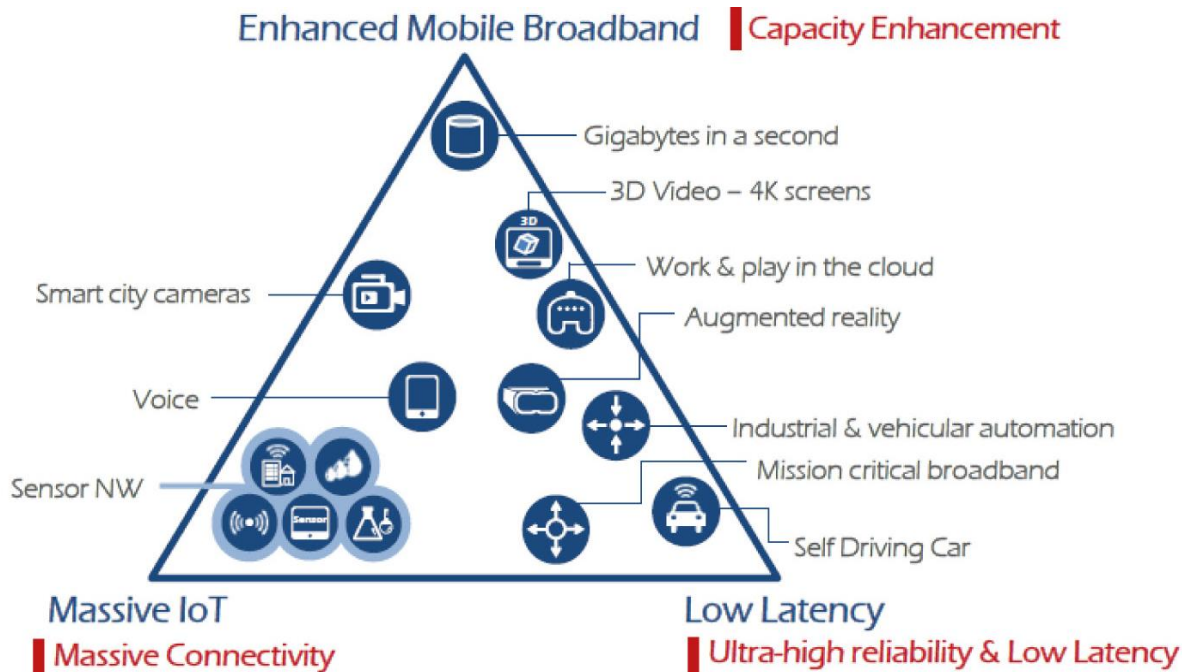 Enhanced Mobile Broadband
Capacity Enhancement
Gigabytes in a second
3D Video – 4K screens
3D
Work & play in the cloud
Smart city cameras
Augmented reality
Voice
Industrial & vehicular automation
Mission critical broadband
Sensor NW
Sensor
Self Driving Car
Massive IoT
Low Latency
Massive Connectivity
Ultra-high reliability & Low Latency